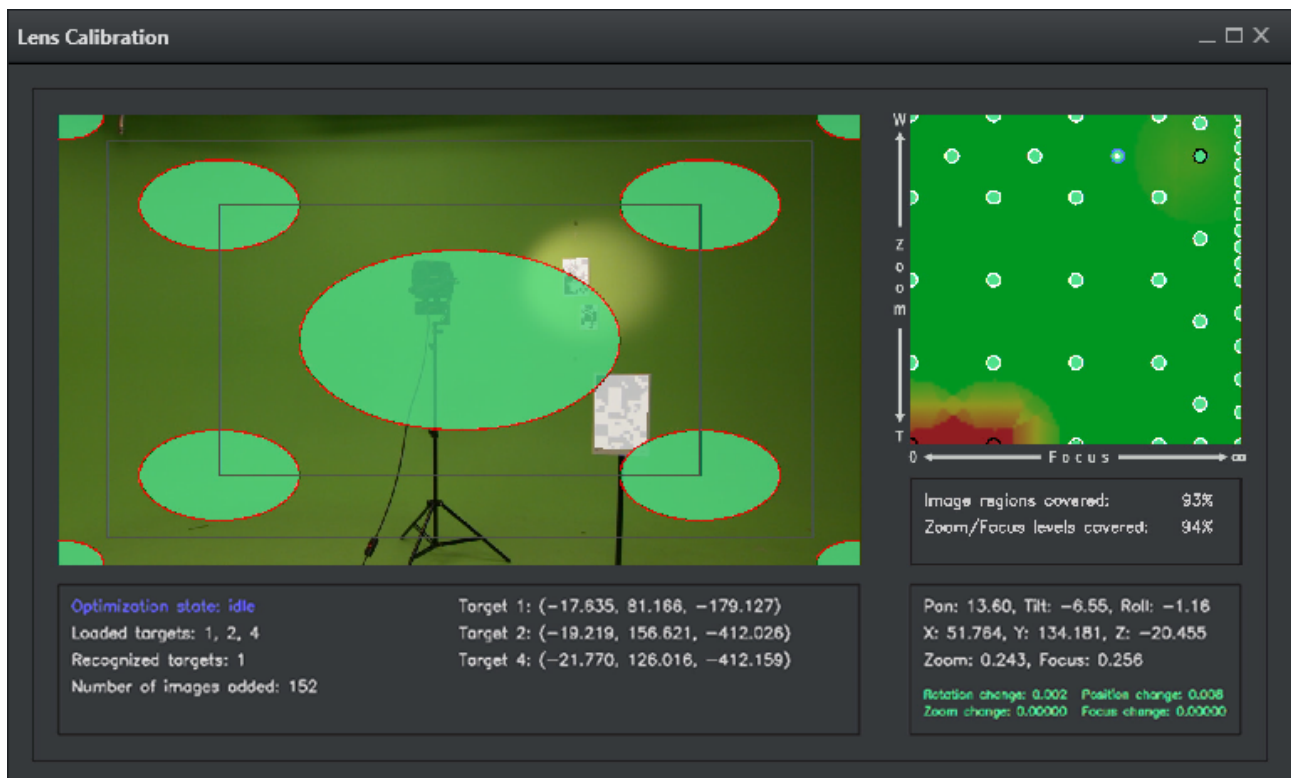 Lens Calibration
W
Zoom
T
0 Focus ∞
Image regions covered: 93%
Zoom/Focus levels covered: 94%
Optimization state: idle
Loaded targets: 1, 2, 4
Recognized targets: 1
Number of images added: 152
Target 1: (-17.635, 81.166, -179.127)
Target 2: (-19.219, 156.621, -412.026)
Target 4: (-21.770, 126.016, -412.159)
Pan: 13.60, Tilt: -6.55, Roll: -1.16
X: 51.764, Y: 134.181, Z: -20.455
Zoom: 0.243, Focus: 0.256
Rotation change: 0.002 Position change: 0.008
Zoom change: 0.00000 Focus change: 0.00000